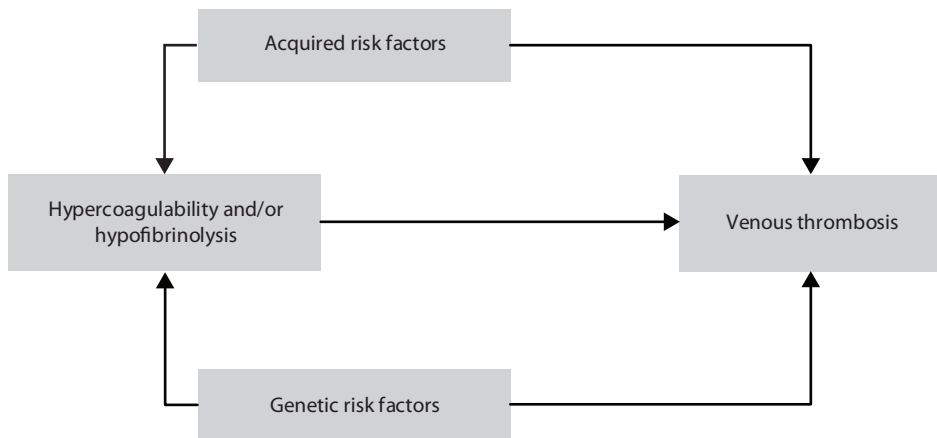 Acquired risk factors
Hypercoagulability and/or
hypofibrinolysis
Venous thrombosis
Genetic risk factors